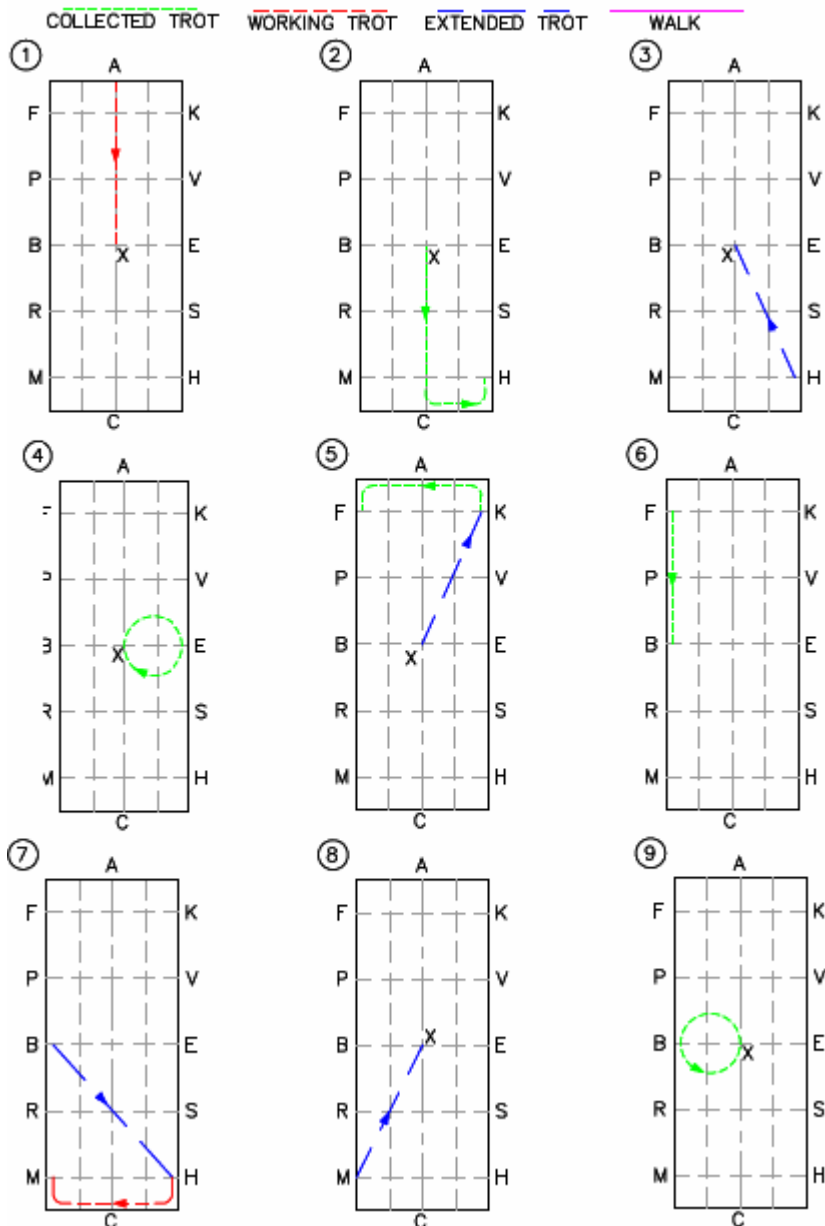 COLLECTED TROT WORKING TROT EXTENDED TROT WALK
1
A
F K
P V
B E
X
R S
M H
C
2
A
F K
P V
B E
X
R S
M H
C
3
A
F K
P V
B X E
R S
M H
C
4
A
K
V
X E
R S
H
C
5
A
F K
P V
B E
X
R S
M H
C
6
A
F K
P V
B E
R S
M H
C
7
A
F K
P V
B E
R S
M H
C
8
A
F K
P V
X
B E
R S
M H
C
9
A
F K
P V
B E
X
R S
M H
C